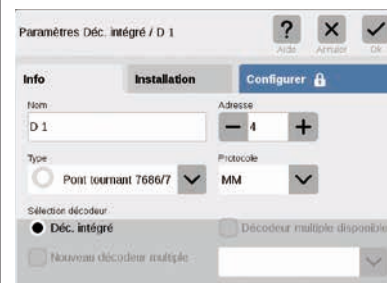 Paramètres Déc. intégré / D 1
? Aide Annuler Ok
Info Installation Configurer
Nom Adresse
D 1 4
Type Protocole
Pont tournant 7686/7 MM
Sélection décodeur
Déc. intégré Décodeur multiple disponible
Nouveau décodeur multiple